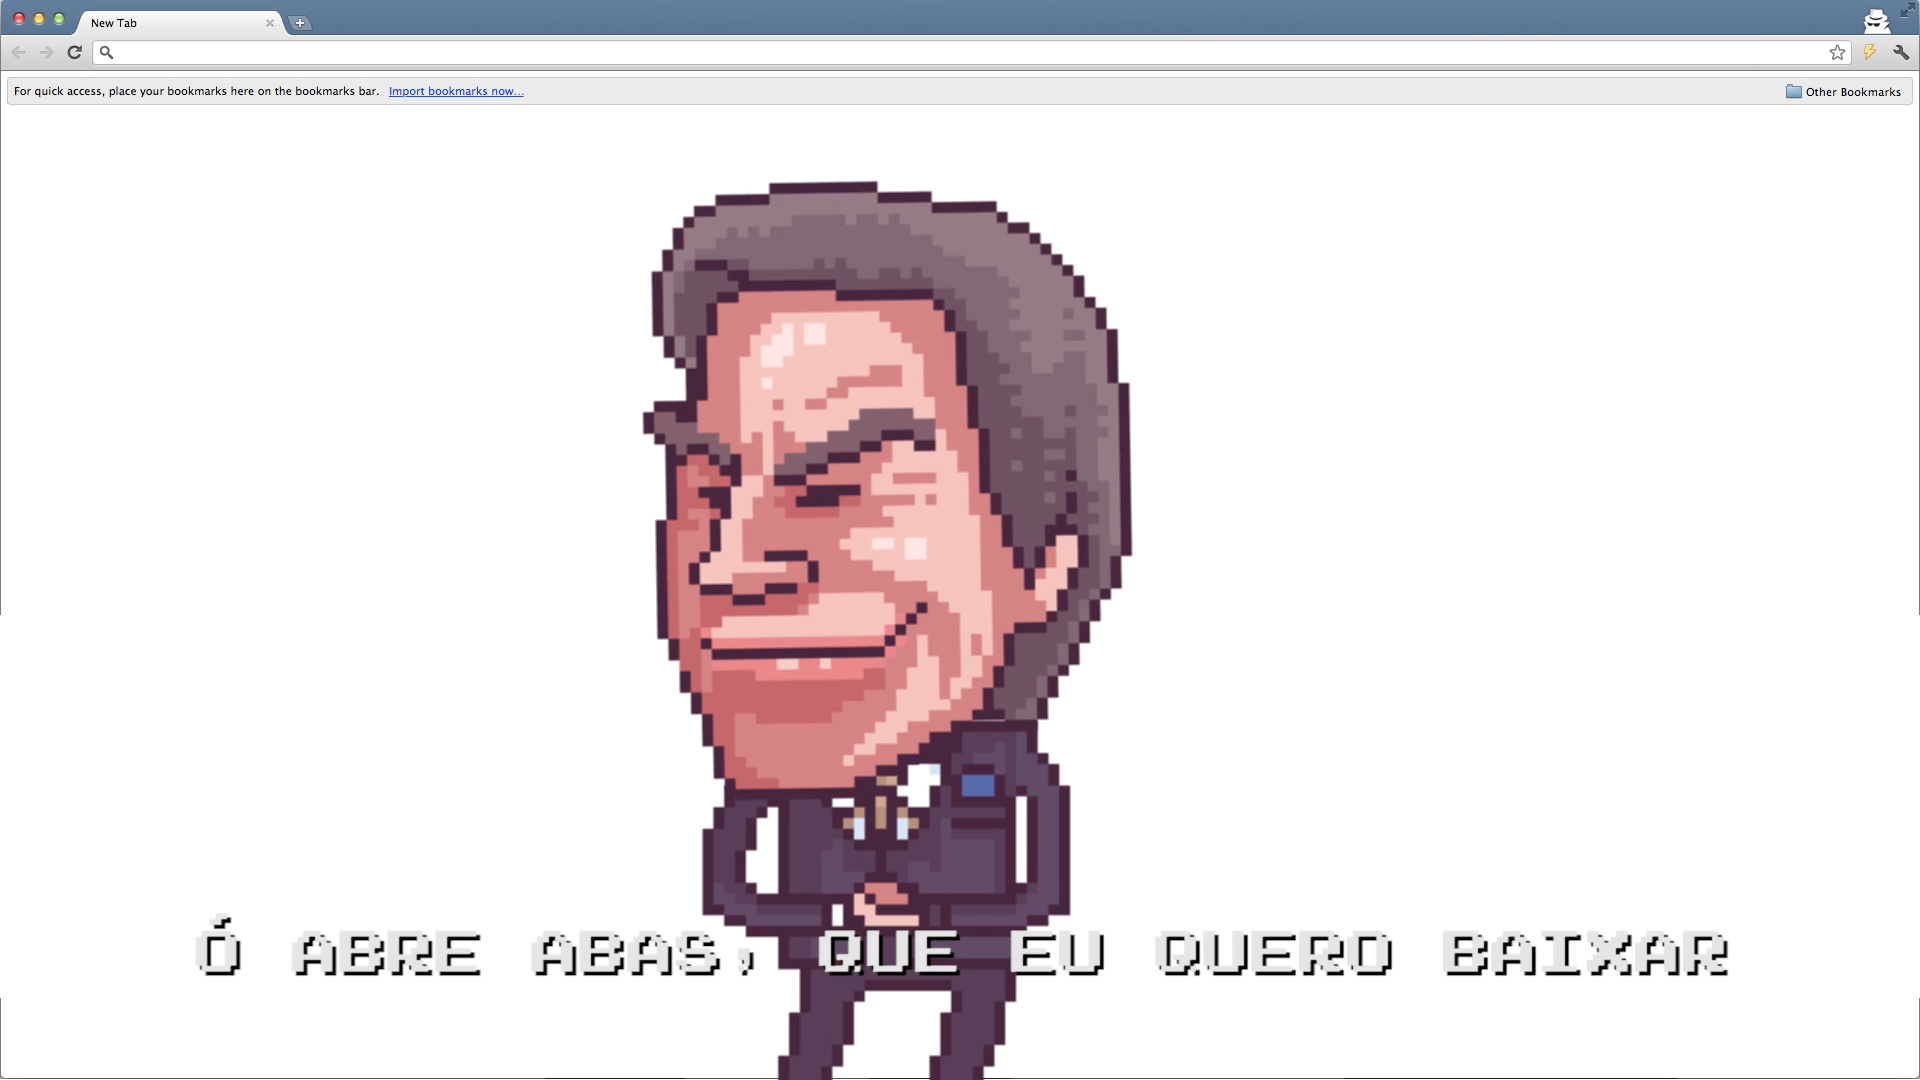 New Tab
For quick access, place your bookmarks here on the bookmarks bar. Import bookmarks now... Other Bookmarks
Ó ABRE ABAS, QUE EU QUERO BAIXAR